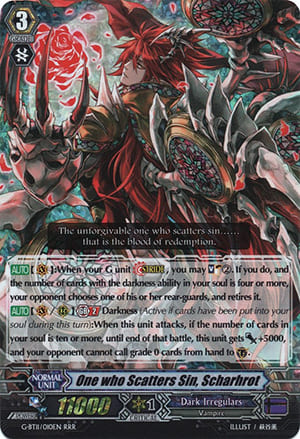 3
The unforgivable one who scatters sin......
that is the blood of redemption.
AUTO :When your G unit STRIDE, you may 2. If you do, and
the number of cards with the darkness ability in your soul is four or more,
your opponent chooses one of his or her rear-guards, and retires it.
AUTO 2 Darkness (Active if cards have been put into your
soul during this turn):When this unit attacks, if the number of cards in
your soul is ten or more, until end of that battle, this unit gets +5000,
and your opponent cannot call grade 0 cards from hand to
NORMAL
UNIT
One who Scatters Sin, Scharhrot
11000
1
CRITICAL
Dark Irregulars
Vampire
G-BT11/010EN RRR
ILLUST